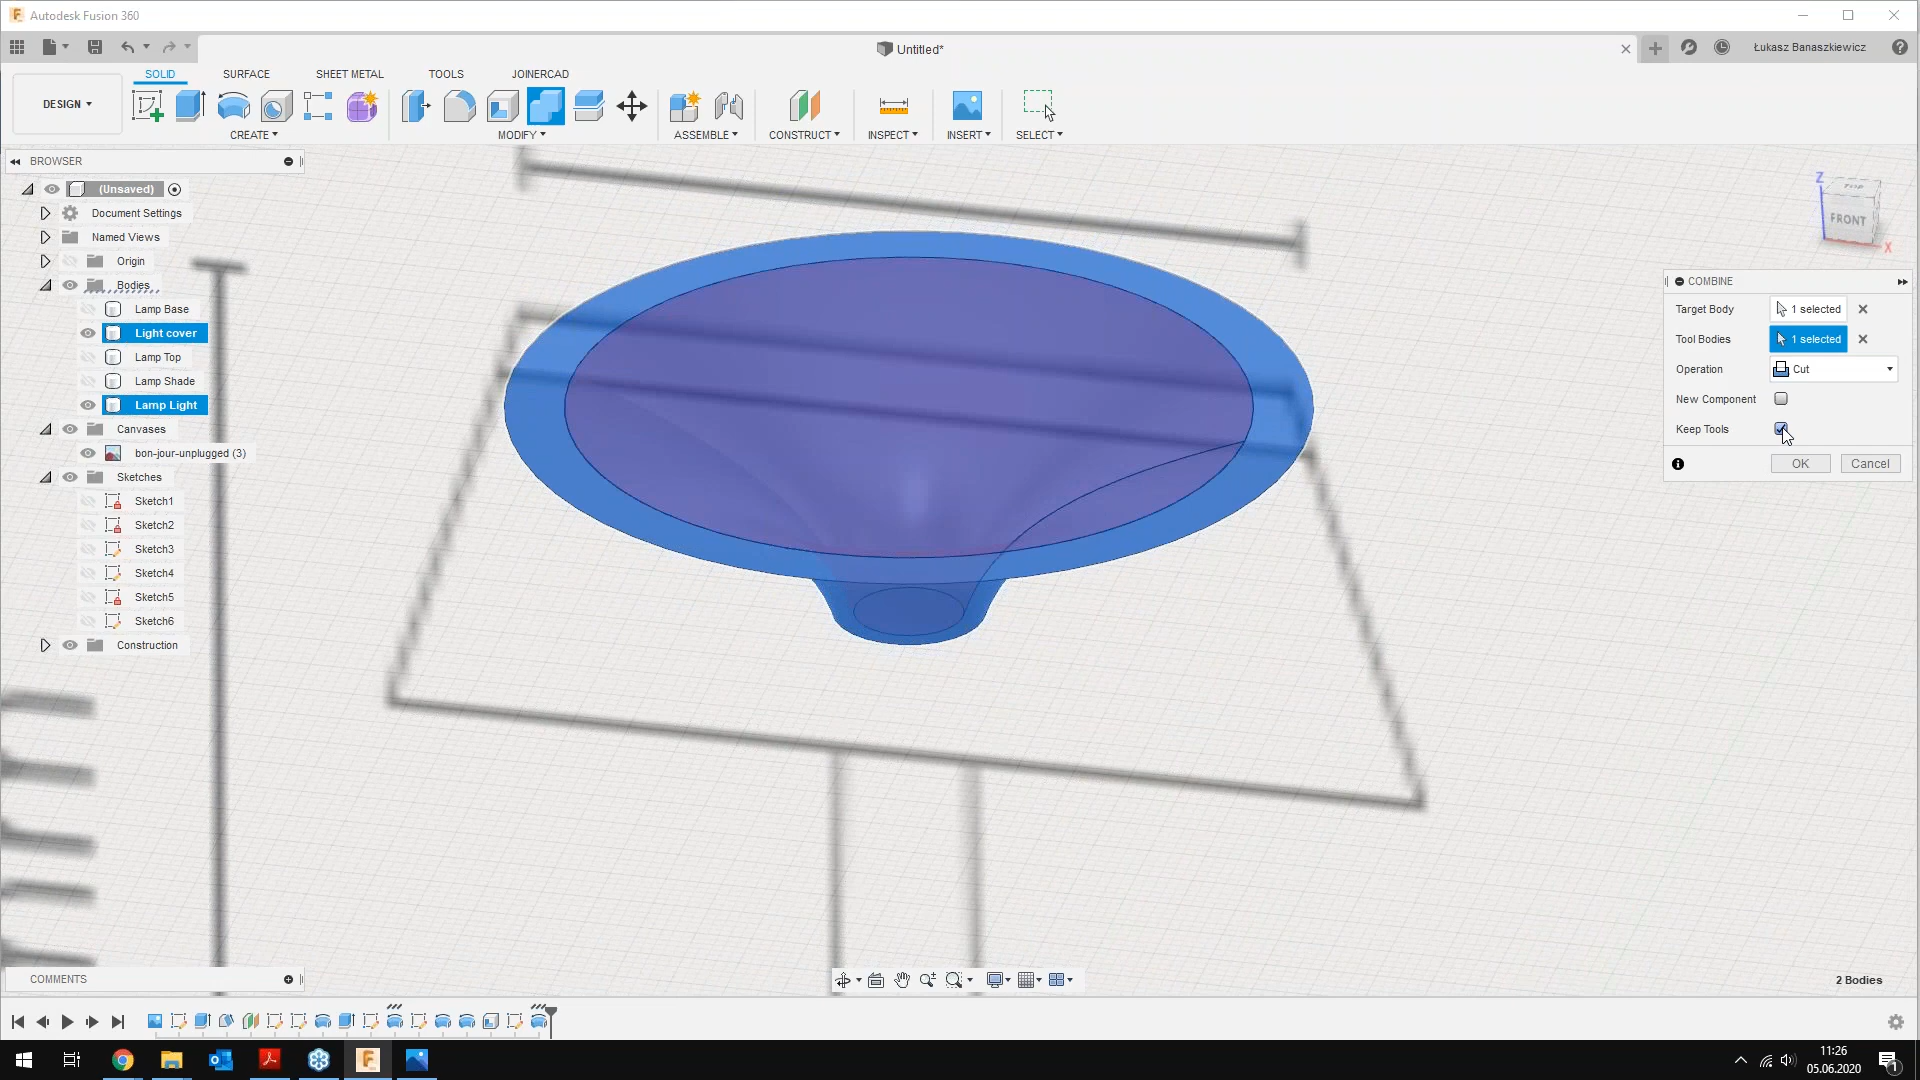 Autodesk Fusion 360
Untitled*
Łukasz Banaszkiewicz
SOLID SURFACE SHEET METAL TOOLS JOINERCAD
DESIGN
CREATE MODIFY ASSEMBLE CONSTRUCT INSPECT INSERT SELECT
BROWSER
(Unsaved)
Document Settings
Named Views
Origin
Bodies
Lamp Base
Light cover
Lamp Top
Lamp Shade
Lamp Light
Canvases
bon-jour-unplugged (3)
Sketches
Sketch1
Sketch2
Sketch3
Sketch4
Sketch5
Sketch6
Construction
Z
TOP
FRONT
X
COMBINE
Target Body 1 selected
Tool Bodies 1 selected
Operation Cut
New Component
Keep Tools
OK Cancel
COMMENTS
2 Bodies
11:26
05.06.2020
1